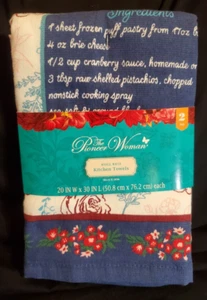 Ingredients
1 sheet frozen puff pastry from 17oz b
4 oz brie cheese
1/2 cup cranberry sauce, homemade or
3 tbsp raw shelled pistachios, chopped
nonstick cooking spray
The
Pioneer Woman
Kitchen Towels
20 IN W x 30 IN L (50.8 cm x 76.2 cm) each